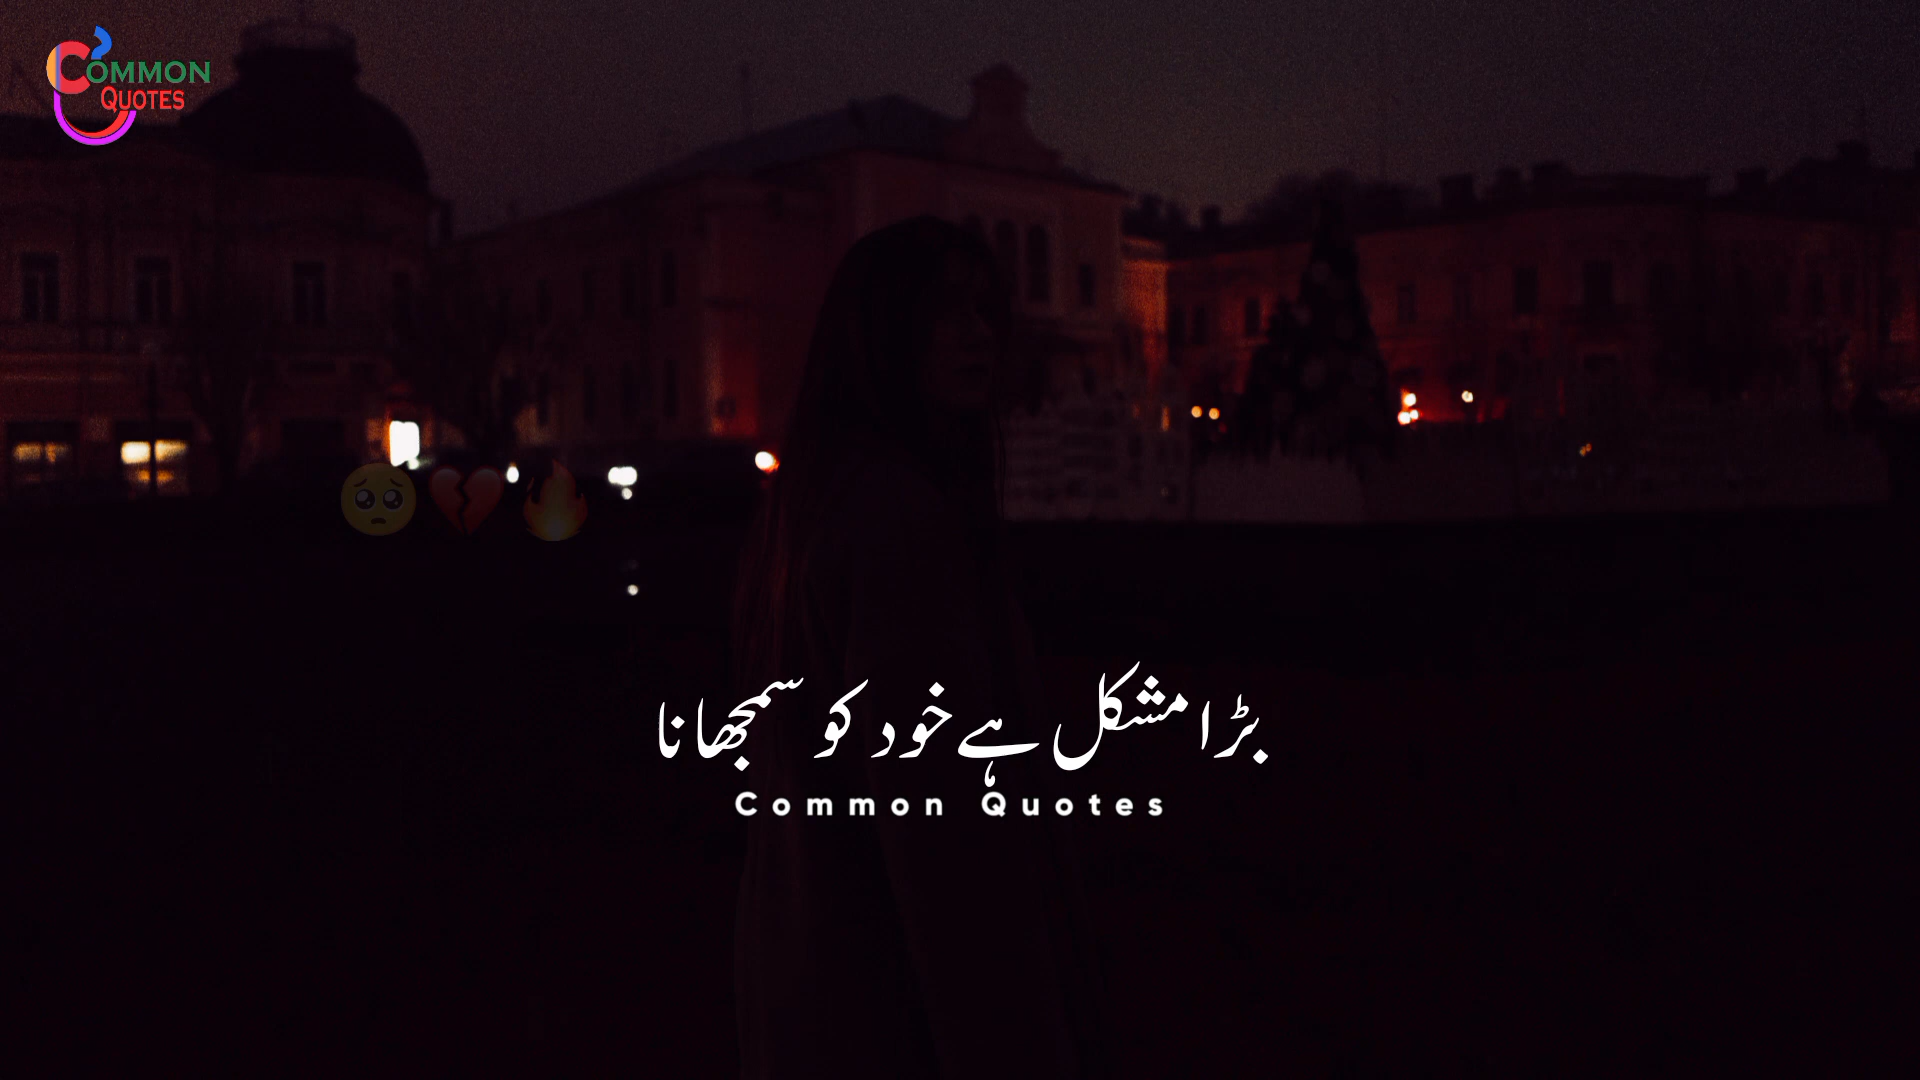 COMMON
QUOTES
🥺 💔 🔥
بڑا مشکل ہے خود کو سمجھانا
Common Quotes